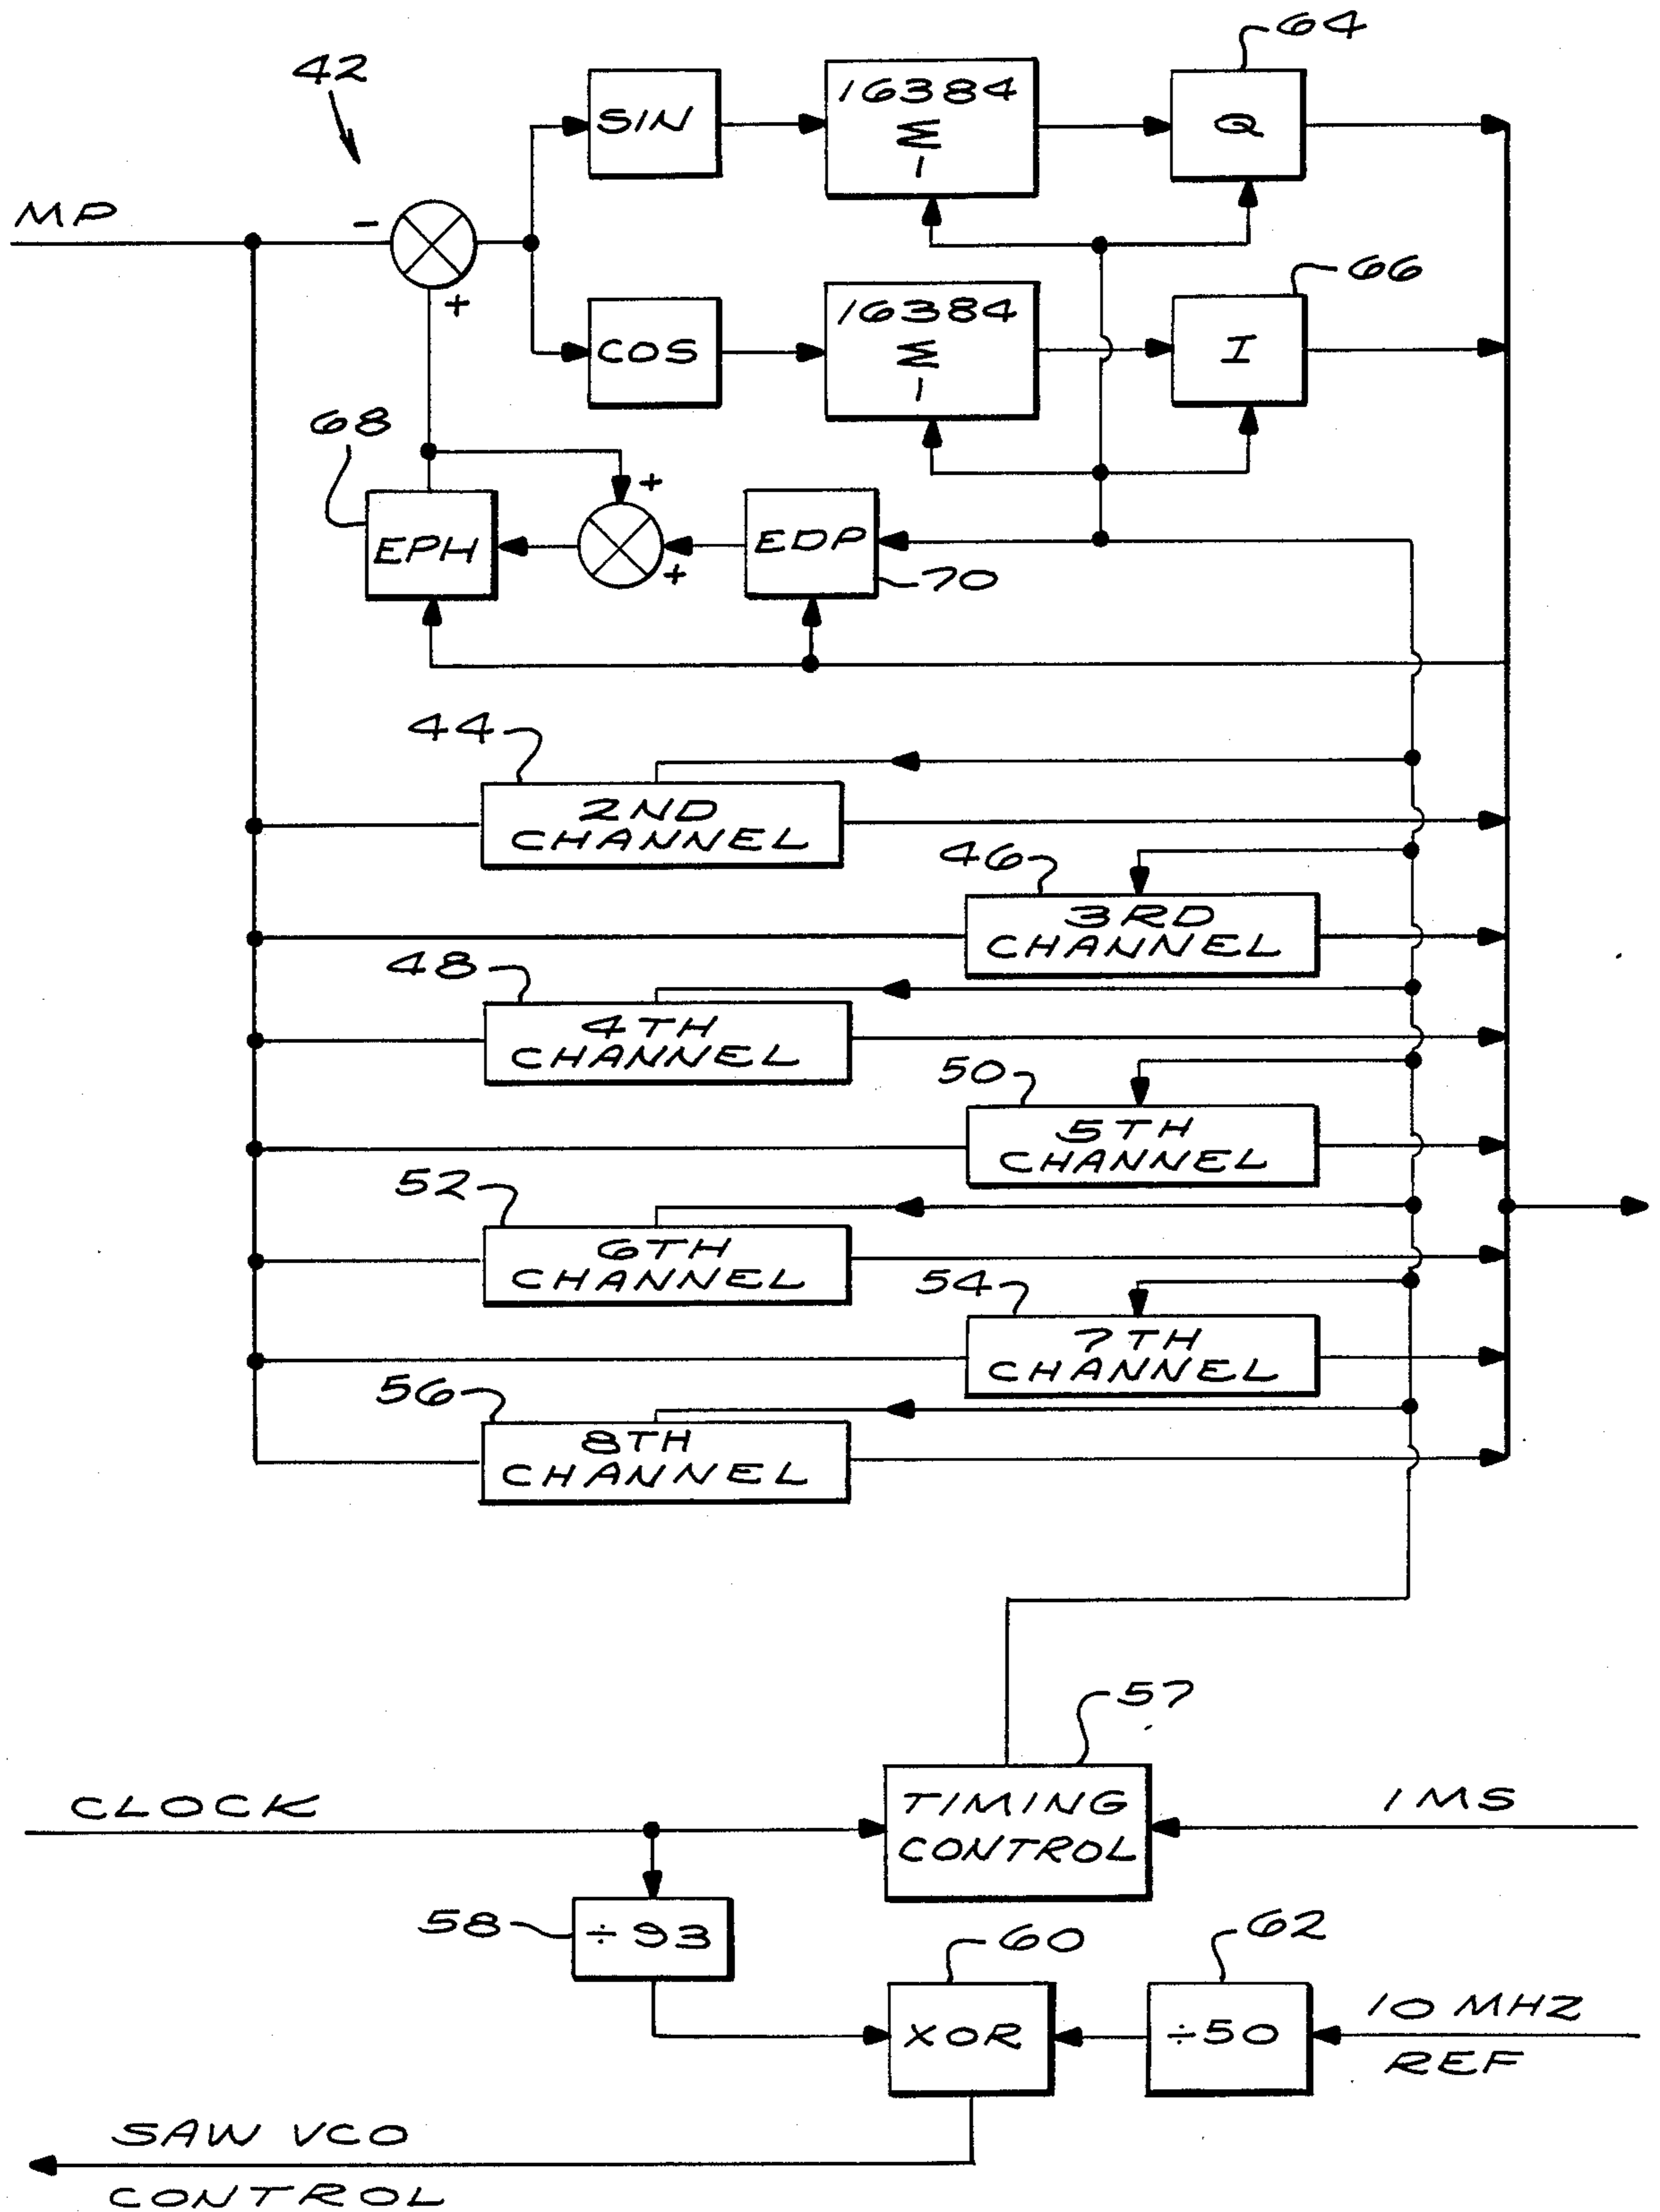 64
42
SIN
16384
Σ
1
Q
MP
-
+
66
COS
16384
Σ
1
I
68
+
EPH
EDP
+
70
44
2ND
CHANNEL
46
3RD
CHANNEL
48
4TH
CHANNEL
50
5TH
CHANNEL
52
6TH
CHANNEL
54
7TH
CHANNEL
56
8TH
CHANNEL
57
CLOCK
TIMING
CONTROL
1MS
58
÷93
60
62
XOR
÷50
10 MHZ
REF
SAW VCO
CONTROL